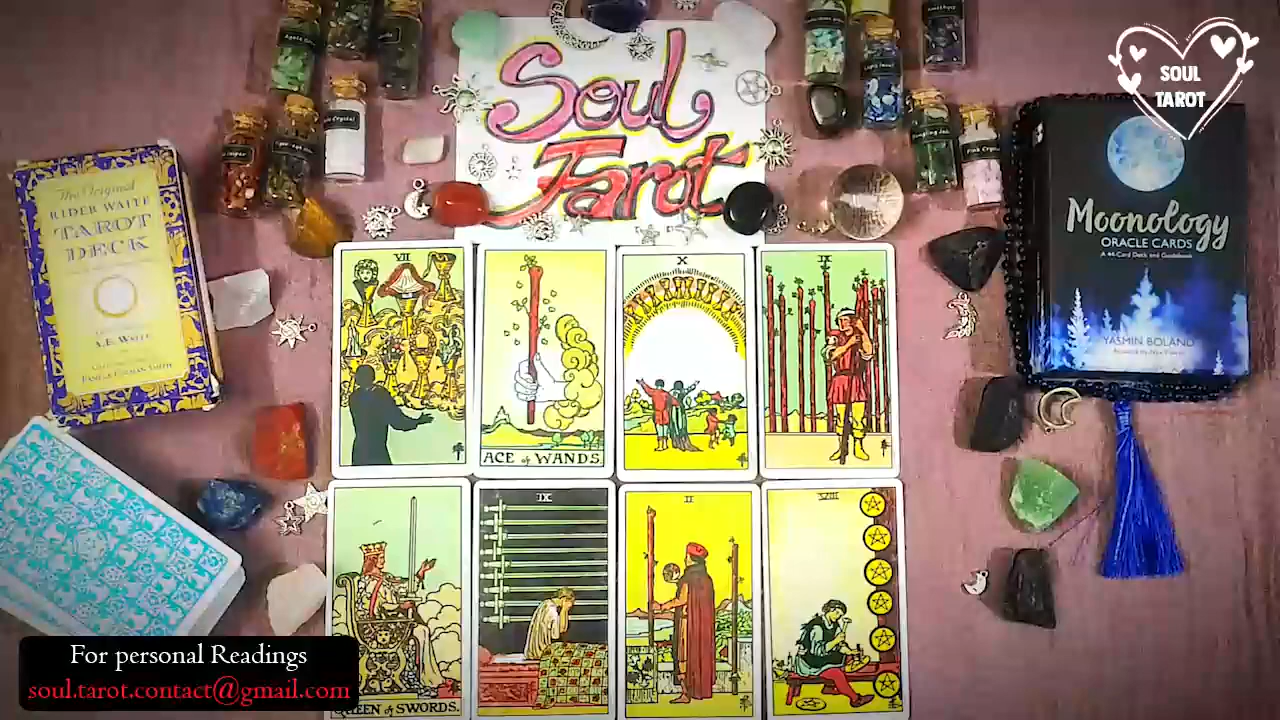 Soul
Tarot
SOUL
TAROT
The Original
RIDER WAITE
TAROT
DECK
A.E. WAITE
PAMELA COLMAN SMITH
Moonology
ORACLE CARDS
A 44-Card Deck and Guidebook
YASMIN BOLAND
VII
X
IX
ACE of WANDS.
IX
II
VIII
QUEEN of SWORDS.
For personal Readings
soul.tarot.contact@gmail.com